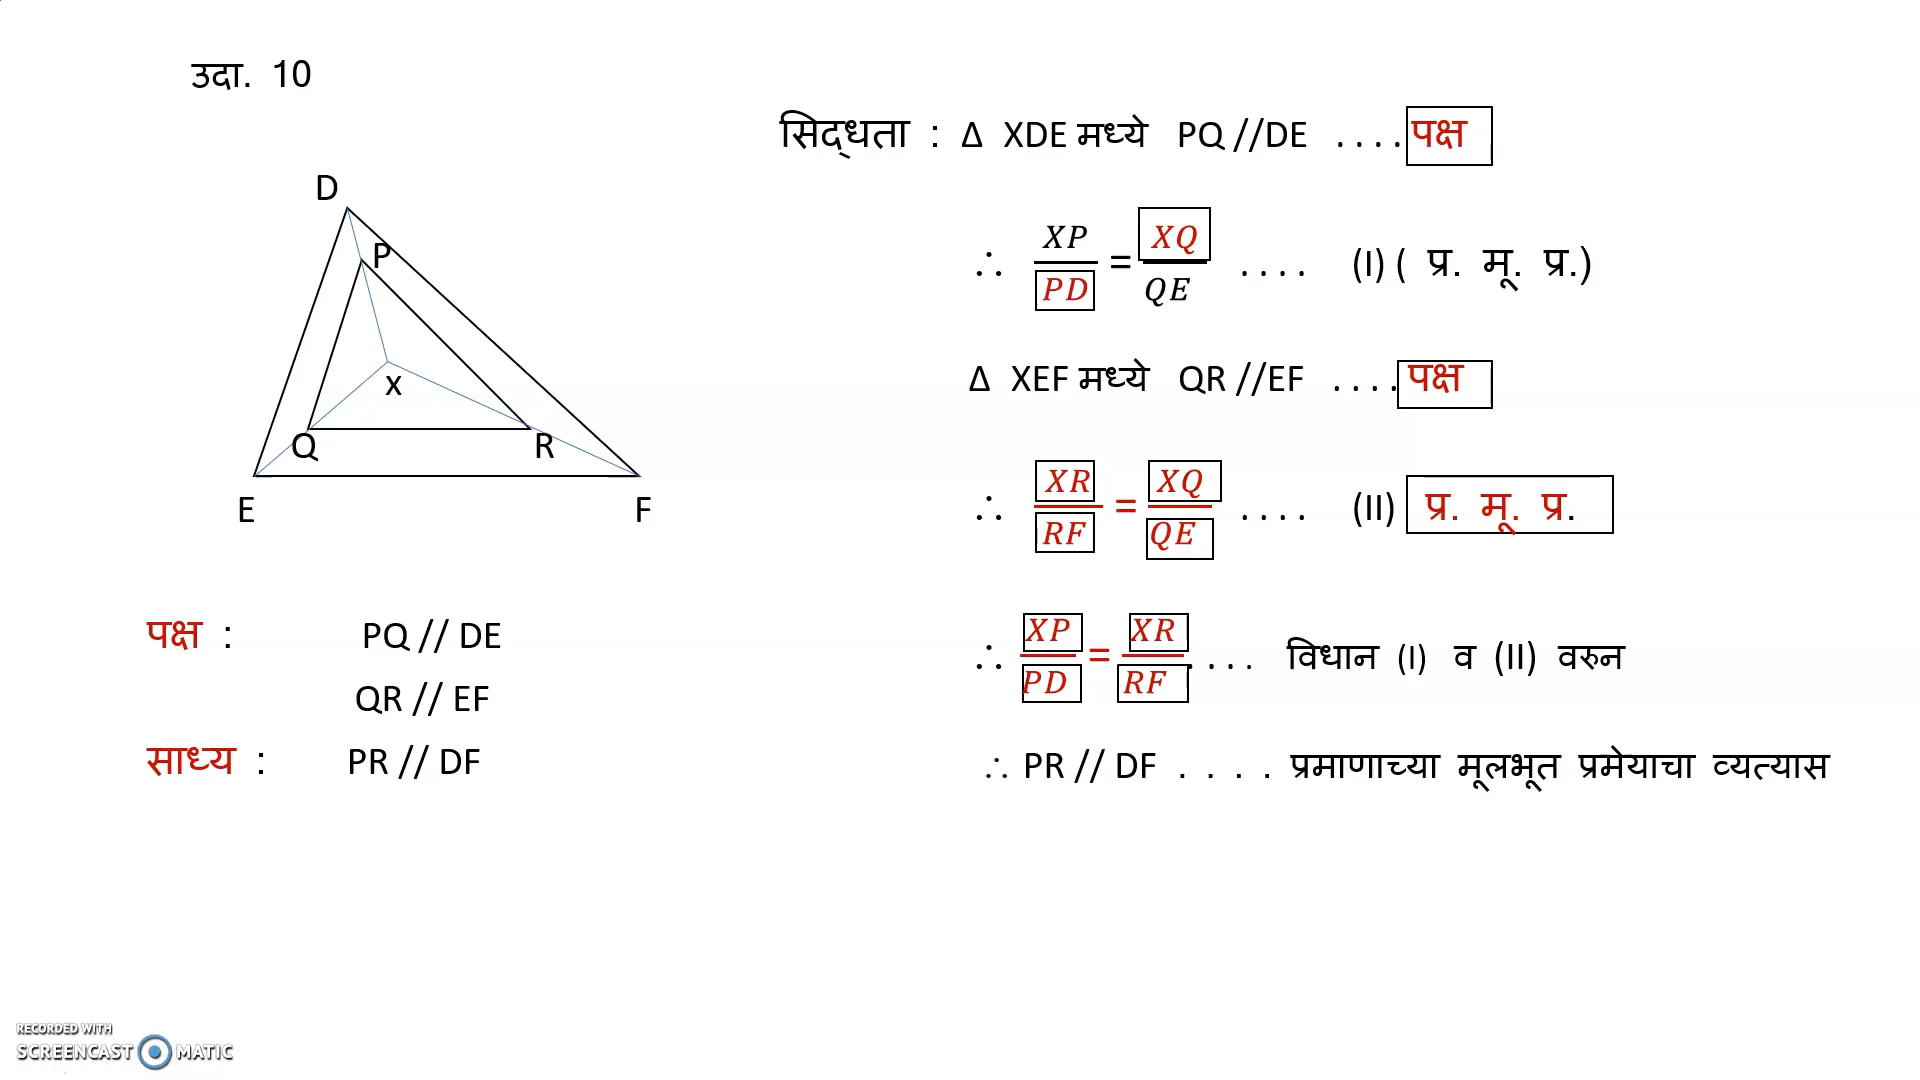 उदा. 10
D
P
x
Q
R
E
F
पक्ष : PQ // DE
QR // EF
साध्य : PR // DF
सिद्धता : Δ XDE मध्ये PQ //DE . . . . पक्ष
∴ XP/PD = XQ/QE . . . . (I) ( प्र. मू. प्र.)
Δ XEF मध्ये QR //EF . . . . पक्ष
∴ XR/RF = XQ/QE . . . . (II) प्र. मू. प्र.
∴ XP/PD = XR/RF . . . . विधान (I) व (II) वरुन
∴ PR // DF . . . . प्रमाणाच्या मूलभूत प्रमेयाचा व्यत्यास
RECORDED WITH
SCREENCAST MATIC